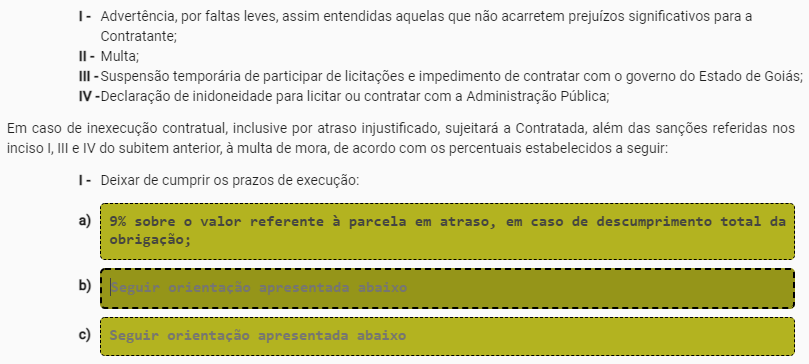 I - Advertência, por faltas leves, assim entendidas aquelas que não acarretem prejuízos significativos para a
Contratante;
II - Multa;
III - Suspensão temporária de participar de licitações e impedimento de contratar com o governo do Estado de Goiás;
IV - Declaração de inidoneidade para licitar ou contratar com a Administração Pública;
Em caso de inexecução contratual, inclusive por atraso injustificado, sujeitará a Contratada, além das sanções referidas nos
inciso I, III e IV do subitem anterior, à multa de mora, de acordo com os percentuais estabelecidos a seguir:
I - Deixar de cumprir os prazos de execução:
a) 9% sobre o valor referente à parcela em atraso, em caso de descumprimento total da
obrigação;
b) Seguir orientação apresentada abaixo
c) Seguir orientação apresentada abaixo